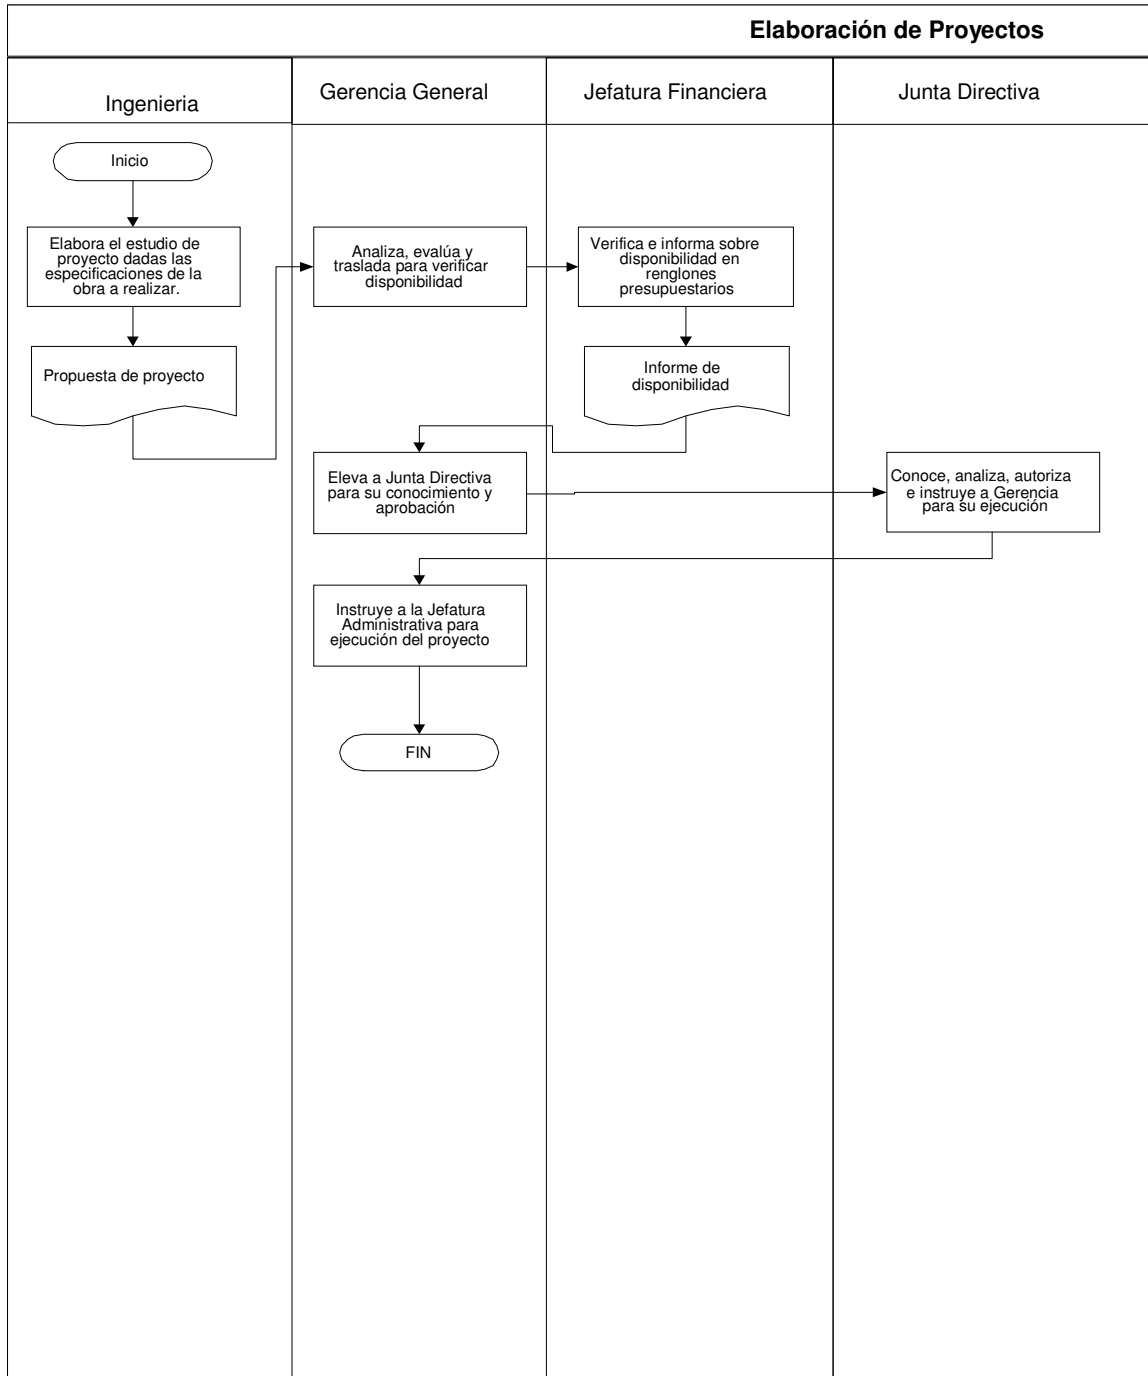 Elaboración de Proyectos
Ingenieria
Gerencia General
Jefatura Financiera
Junta Directiva
Inicio
Elabora el estudio de
proyecto dadas las
especificaciones de la
obra a realizar.
Analiza, evalúa y
traslada para verificar
disponibilidad
Verifica e informa sobre
disponibilidad en
renglones
presupuestarios
Propuesta de proyecto
Informe de
disponibilidad
Eleva a Junta Directiva
para su conocimiento y
aprobación
Conoce, analiza, autoriza
e instruye a Gerencia
para su ejecución
Instruye a la Jefatura
Administrativa para
ejecución del proyecto
FIN